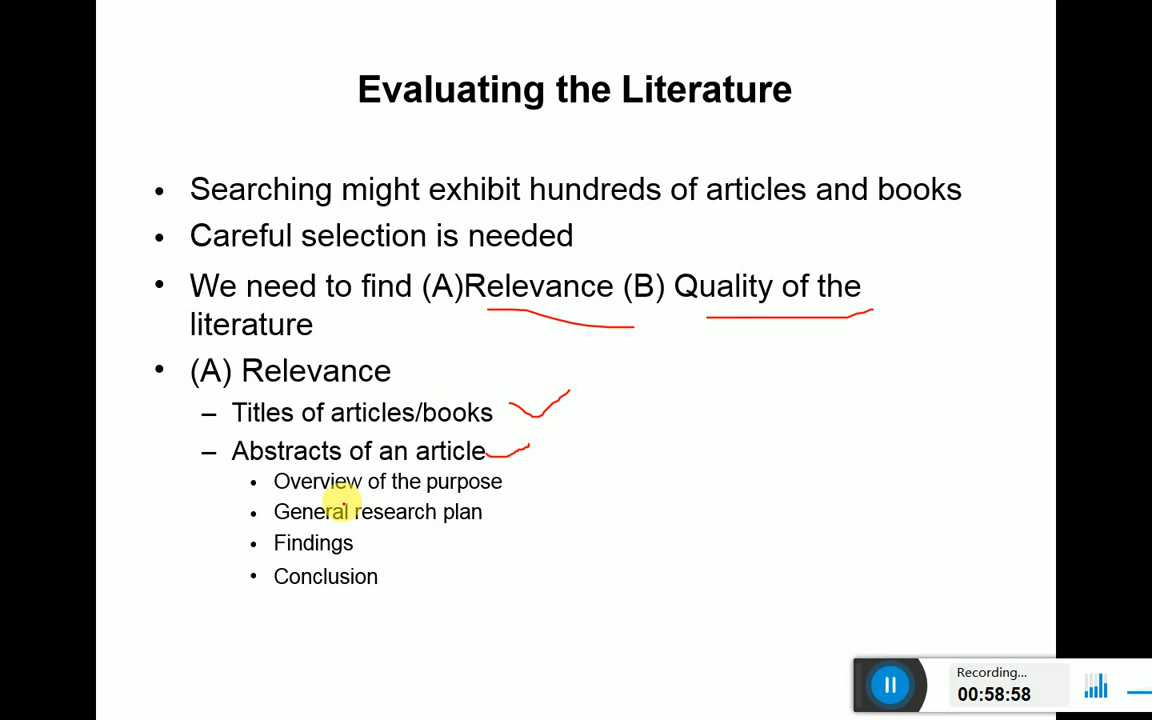 Evaluating the Literature
• Searching might exhibit hundreds of articles and books
• Careful selection is needed
• We need to find (A)Relevance (B) Quality of the
literature
• (A) Relevance
– Titles of articles/books
– Abstracts of an article
• Overview of the purpose
• General research plan
• Findings
• Conclusion
Recording...
00:58:58